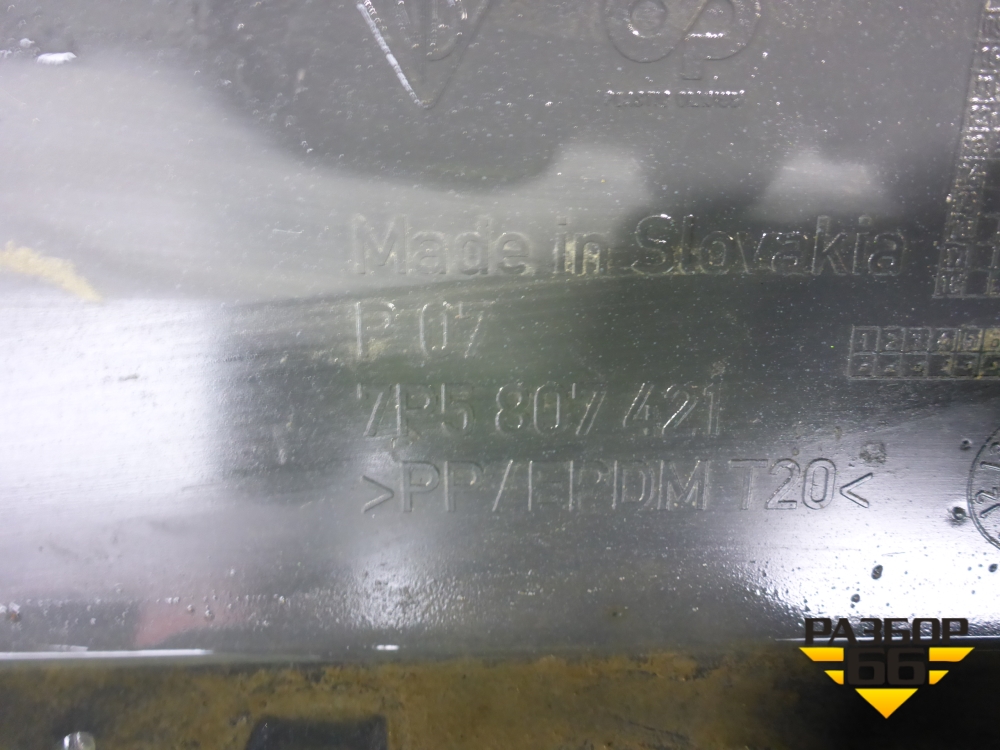 Made in Slovakia
P 07
7P5 807 421
>PP/EPDM T20<
РАЗБОР
66